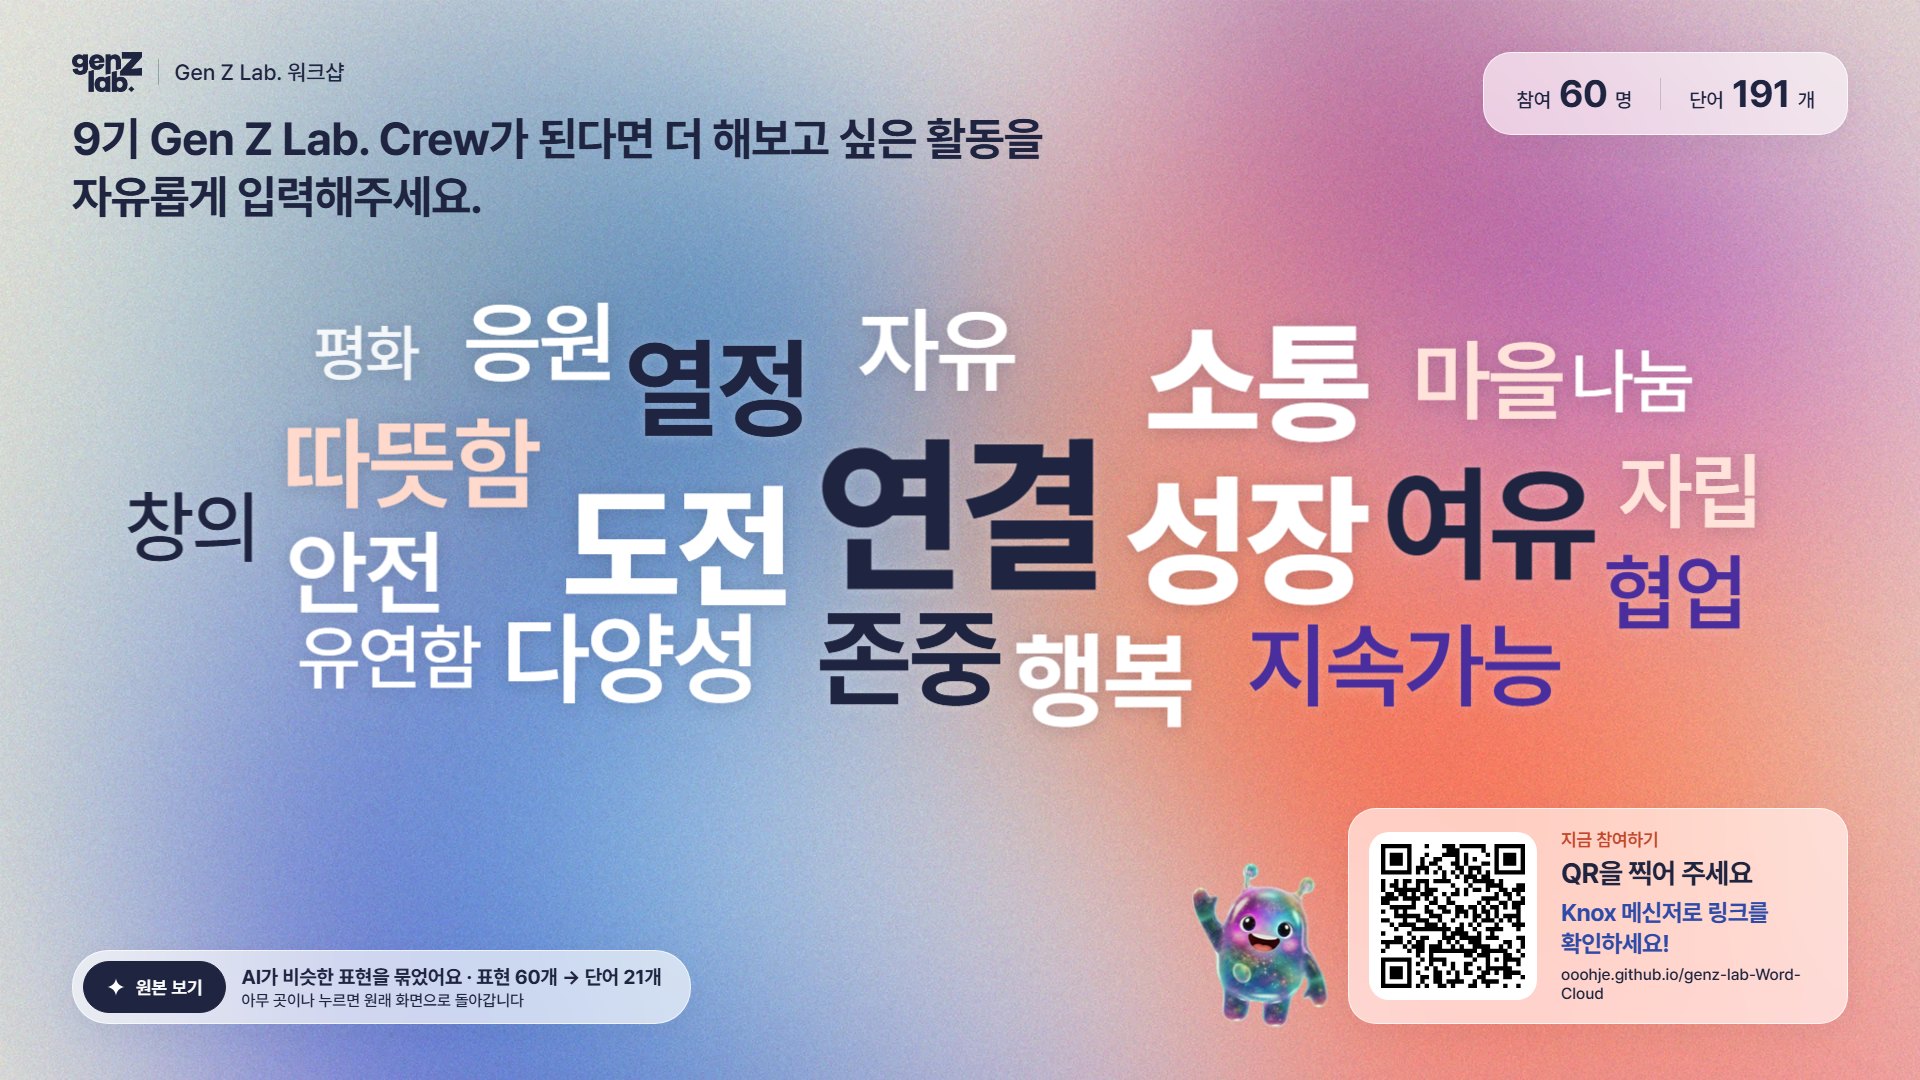 genZ
lab.
Gen Z Lab. 워크샵
참여 60 명
단어 191 개
9기 Gen Z Lab. Crew가 된다면 더 해보고 싶은 활동을
자유롭게 입력해주세요.
평화
응원
열정
자유
소통
마을
나눔
따뜻함
창의
안전
도전
연결
성장
여유
자립
협업
유연함
다양성
존중
행복
지속가능
지금 참여하기
QR을 찍어 주세요
Knox 메신저로 링크를
확인하세요!
ooohje.github.io/genz-lab-Word-
Cloud
✦ 원본 보기
AI가 비슷한 표현을 묶었어요 · 표현 60개 → 단어 21개
아무 곳이나 누르면 원래 화면으로 돌아갑니다